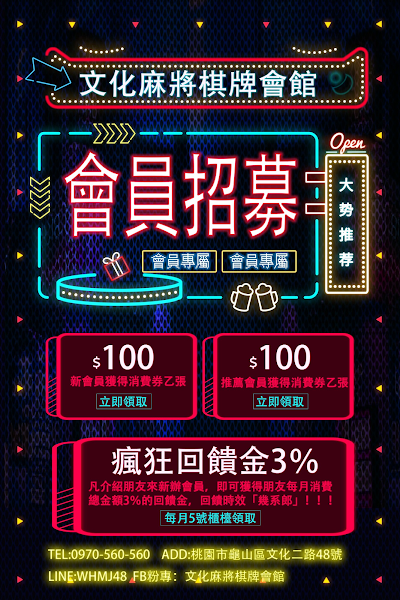 文化麻將棋牌會館
Open
會員招募
大势推荐
會員專屬 會員專屬
$100
新會員獲得消費券乙張
立即領取
$100
推薦會員獲得消費券乙張
立即領取
瘋狂回饋金3%
凡介紹朋友來新辦會員，即可獲得朋友每月消費
總金額3%的回饋金，回饋時效「幾系郎」！！！
每月5號櫃檯領取
TEL:0970-560-560 ADD:桃園市龜山區文化二路48號
LINE:WHMJ48 FB粉專：文化麻將棋牌會館